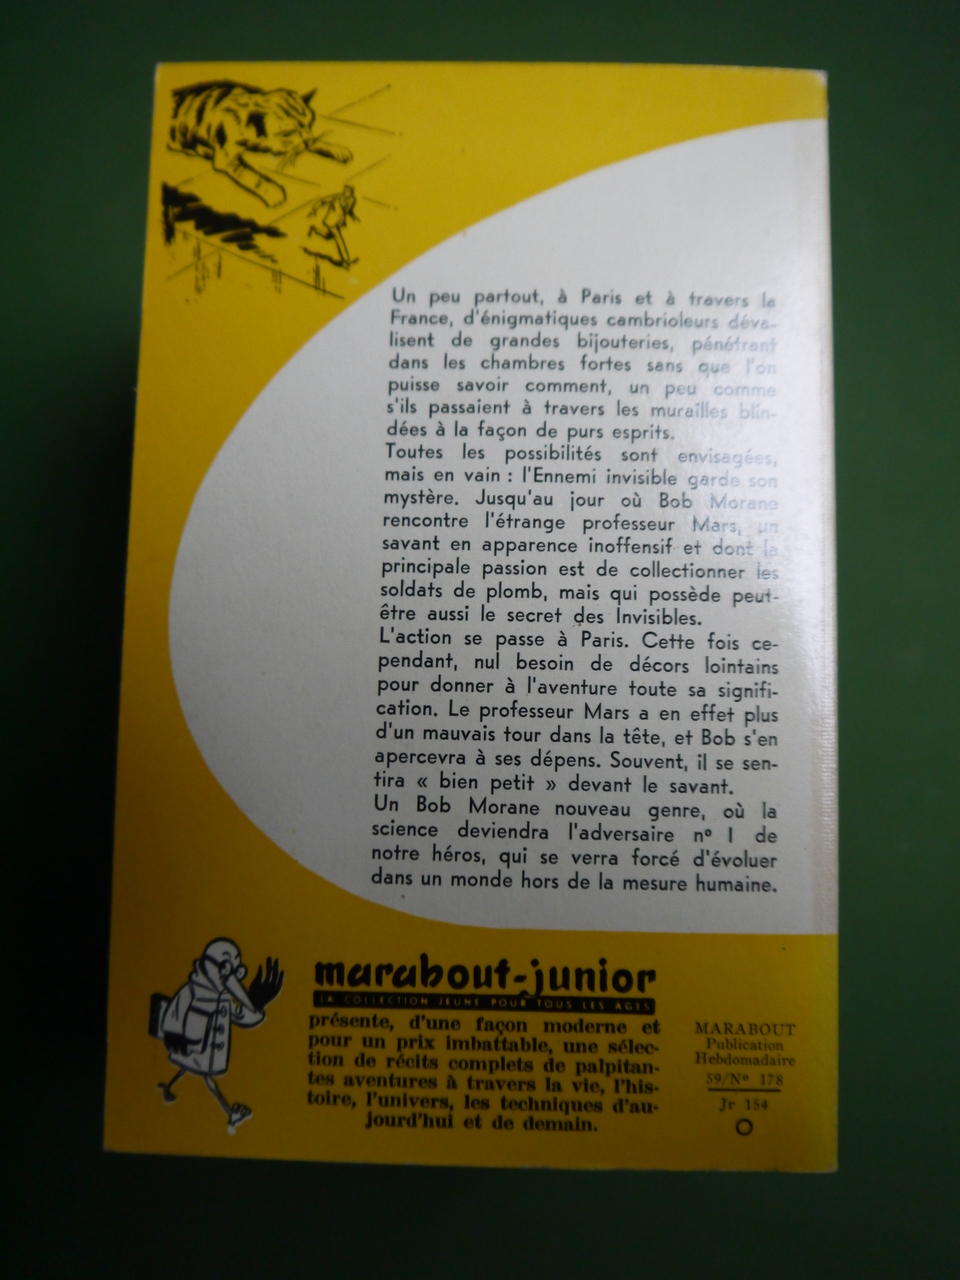 Un peu partout, à Paris et à travers la
France, d'énigmatiques cambrioleurs déva-
lisent de grandes bijouteries, pénétrant
dans les chambres fortes sans que l'on
puisse savoir comment, un peu comme
s'ils passaient à travers les murailles blin-
dées à la façon de purs esprits.
Toutes les possibilités sont envisagées,
mais en vain : l'Ennemi invisible garde son
mystère. Jusqu'au jour où Bob Morane
rencontre l'étrange professeur Mars, un
savant en apparence inoffensif et dont la
principale passion est de collectionner les
soldats de plomb, mais qui possède peut-
être aussi le secret des Invisibles.
L'action se passe à Paris. Cette fois ce-
pendant, nul besoin de décors lointains
pour donner à l'aventure toute sa signifi-
cation. Le professeur Mars a en effet plus
d'un mauvais tour dans la tête, et Bob s'en
apercevra à ses dépens. Souvent, il se sen-
tira « bien petit » devant le savant.
Un Bob Morane nouveau genre, où la
science deviendra l'adversaire nº 1 de
notre héros, qui se verra forcé d'évoluer
dans un monde hors de la mesure humaine.
marabout-junior
LA COLLECTION JEUNE POUR TOUS LES AGES
présente, d'une façon moderne et
pour un prix imbattable, une sélec-
tion de récits complets de palpitan-
tes aventures à travers la vie, l'his-
toire, l'univers, les techniques d'au-
jourd'hui et de demain.
MARABOUT
Publication
Hebdomadaire
59/Nº 178
Jr 154
O